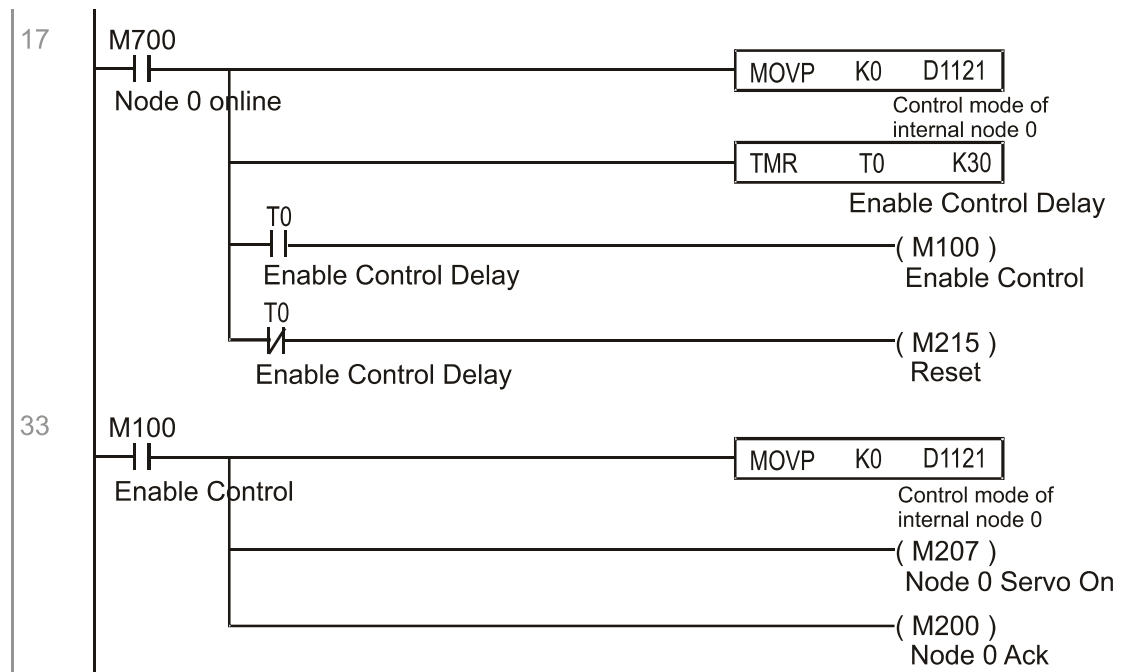 17
M700
MOVP K0 D1121
Node 0 online
Control mode of
internal node 0
TMR T0 K30
Enable Control Delay
T0
( M100 )
Enable Control Delay
Enable Control
T0
( M215 )
Enable Control Delay
Reset
33
M100
MOVP K0 D1121
Enable Control
Control mode of
internal node 0
( M207 )
Node 0 Servo On
( M200 )
Node 0 Ack